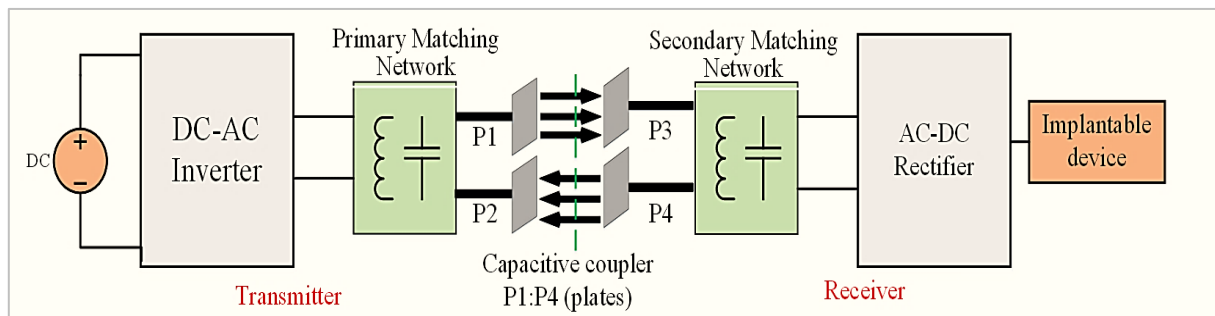 Primary Matching
Network
Secondary Matching
Network
DC
+
−
DC-AC
Inverter
P1
P2
P3
P4
AC-DC
Rectifier
Implantable
device
Transmitter
Capacitive coupler
P1:P4 (plates)
Receiver